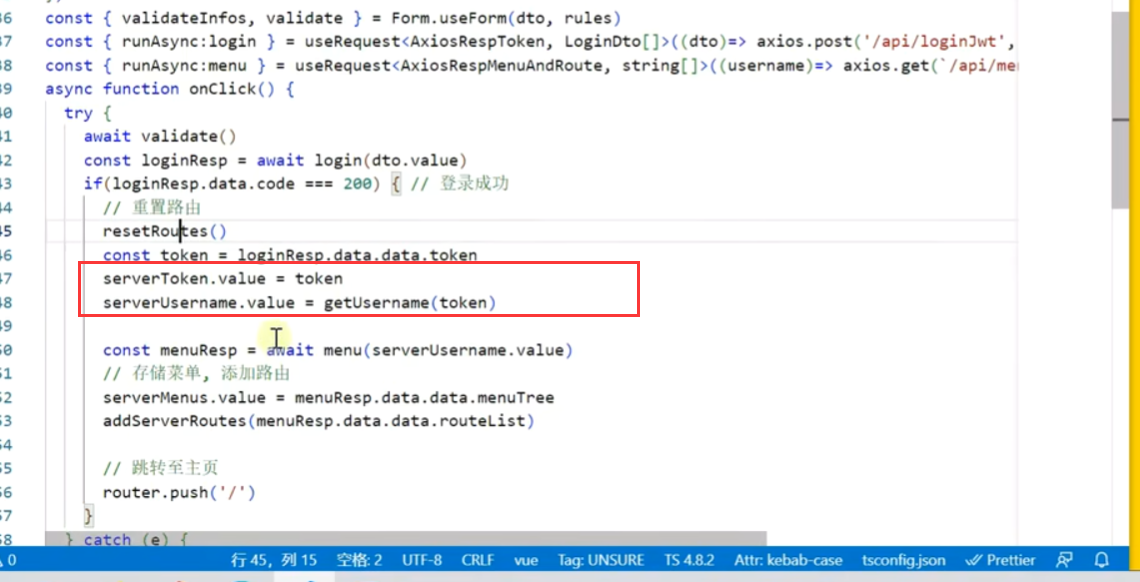 36 const { validateInfos, validate } = Form.useForm(dto, rules)
37 const { runAsync:login } = useRequest<AxiosRespToken, LoginDto[]>((dto)=> axios.post('/api/loginJwt',
38 const { runAsync:menu } = useRequest<AxiosRespMenuAndRoute, string[]>((username)=> axios.get(`/api/me
39 async function onClick() {
40 try {
41 await validate()
42 const loginResp = await login(dto.value)
43 if(loginResp.data.code === 200) { // 登录成功
44 // 重置路由
45 resetRoutes()
46 const token = loginResp.data.data.token
47 serverToken.value = token
48 serverUsername.value = getUsername(token)
49
50 const menuResp = await menu(serverUsername.value)
51 // 存储菜单, 添加路由
52 serverMenus.value = menuResp.data.data.menuTree
53 addServerRoutes(menuResp.data.data.routeList)
54
55 // 跳转至主页
56 router.push('/')
57 }
58 } catch (e) {
0 行 45, 列 15 空格: 2 UTF-8 CRLF vue Tag: UNSURE TS 4.8.2 Attr: kebab-case tsconfig.json Prettier